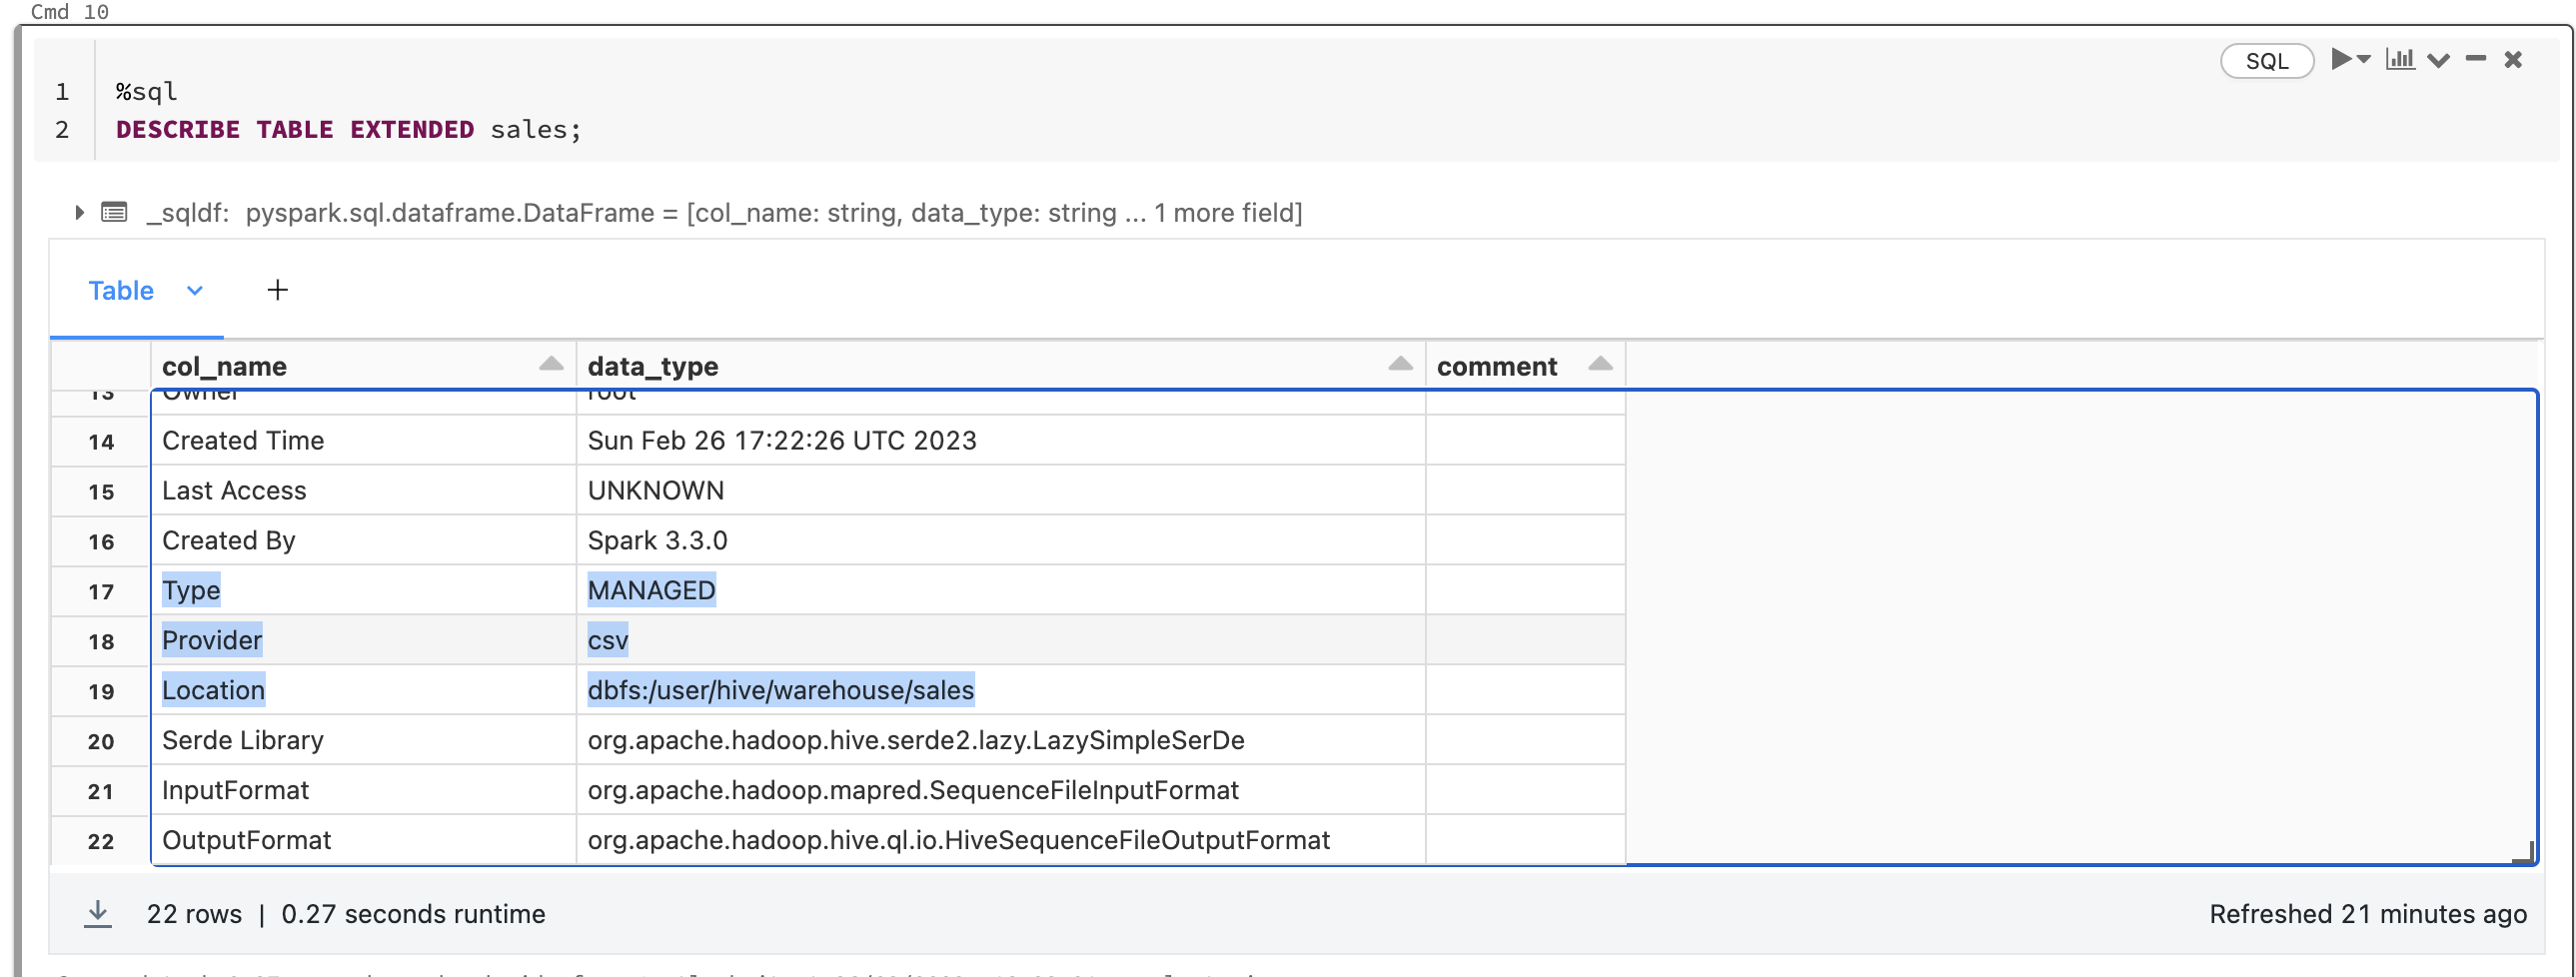 Cmd 10
SQL
1 %sql
2 DESCRIBE TABLE EXTENDED sales;
_sqldf: pyspark.sql.dataframe.DataFrame = [col_name: string, data_type: string ... 1 more field]
Table +
col_name data_type comment
13 Owner root
14 Created Time Sun Feb 26 17:22:26 UTC 2023
15 Last Access UNKNOWN
16 Created By Spark 3.3.0
17 Type MANAGED
18 Provider csv
19 Location dbfs:/user/hive/warehouse/sales
20 Serde Library org.apache.hadoop.hive.serde2.lazy.LazySimpleSerDe
21 InputFormat org.apache.hadoop.mapred.SequenceFileInputFormat
22 OutputFormat org.apache.hadoop.hive.ql.io.HiveSequenceFileOutputFormat
22 rows | 0.27 seconds runtime Refreshed 21 minutes ago